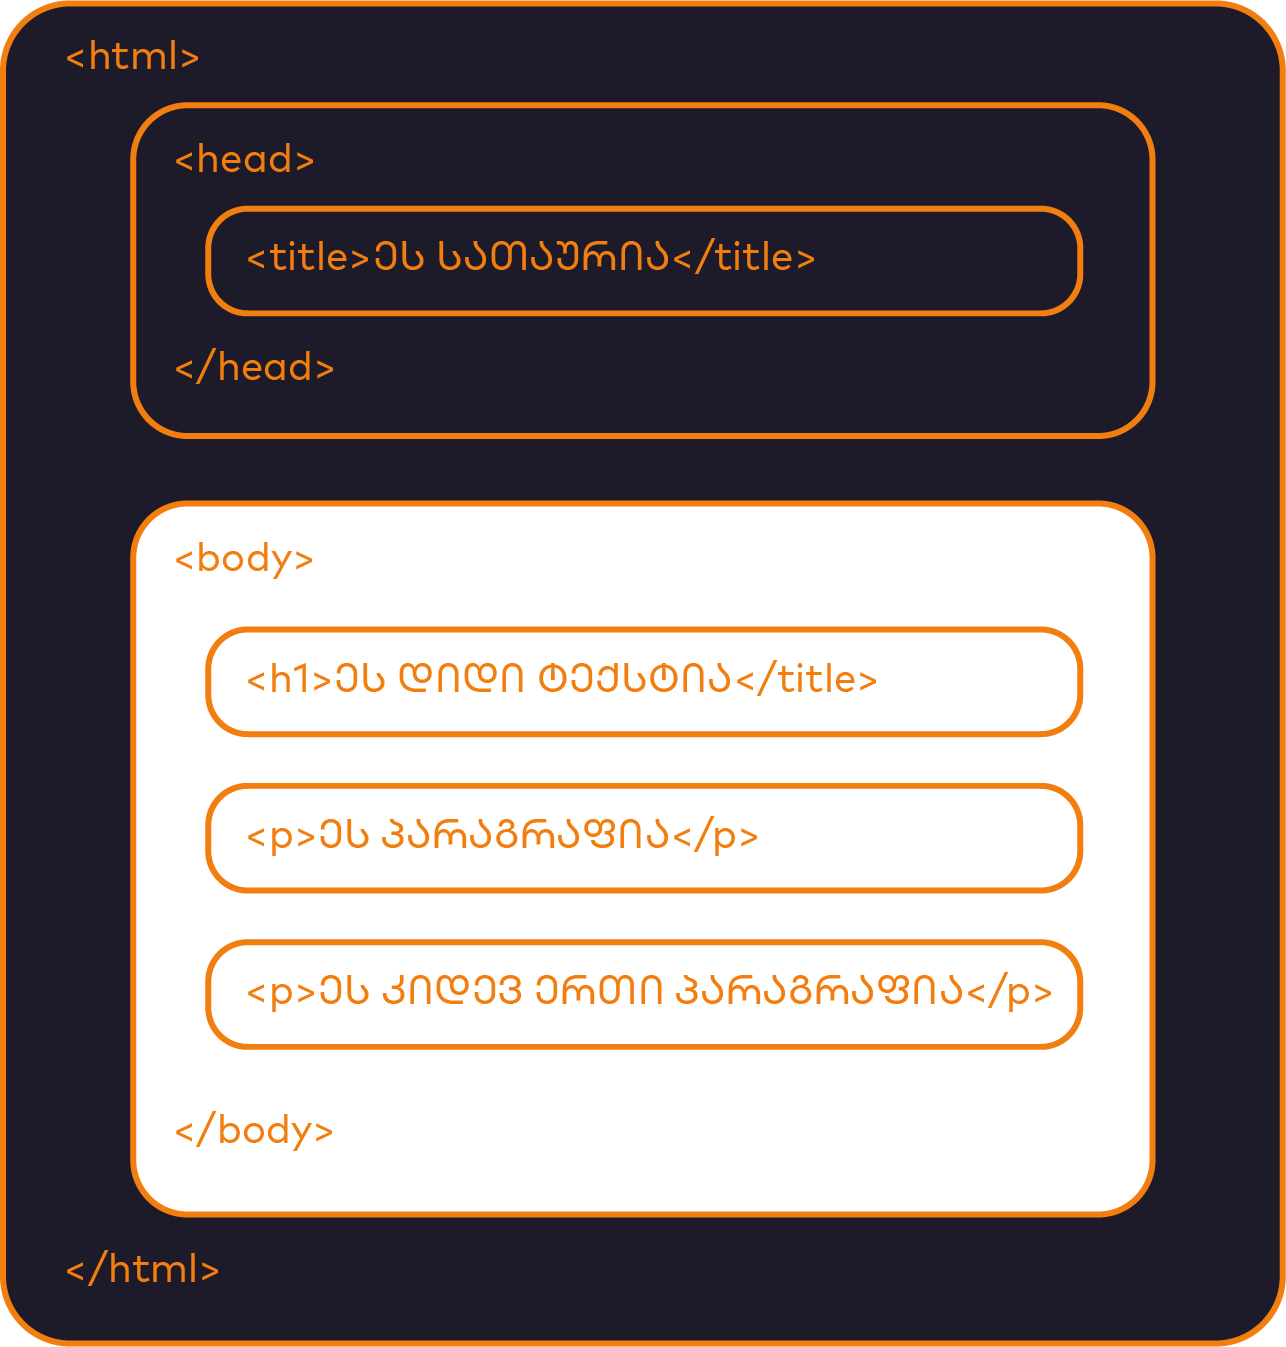 <html>
<head>
<title>ეს სათაურია</title>
</head>
<body>
<h1>ეს დიდი ტექსტია</title>
<p>ეს პარაგრაფია</p>
<p>ეს კიდევ ერთი პარაგრაფია</p>
</body>
</html>